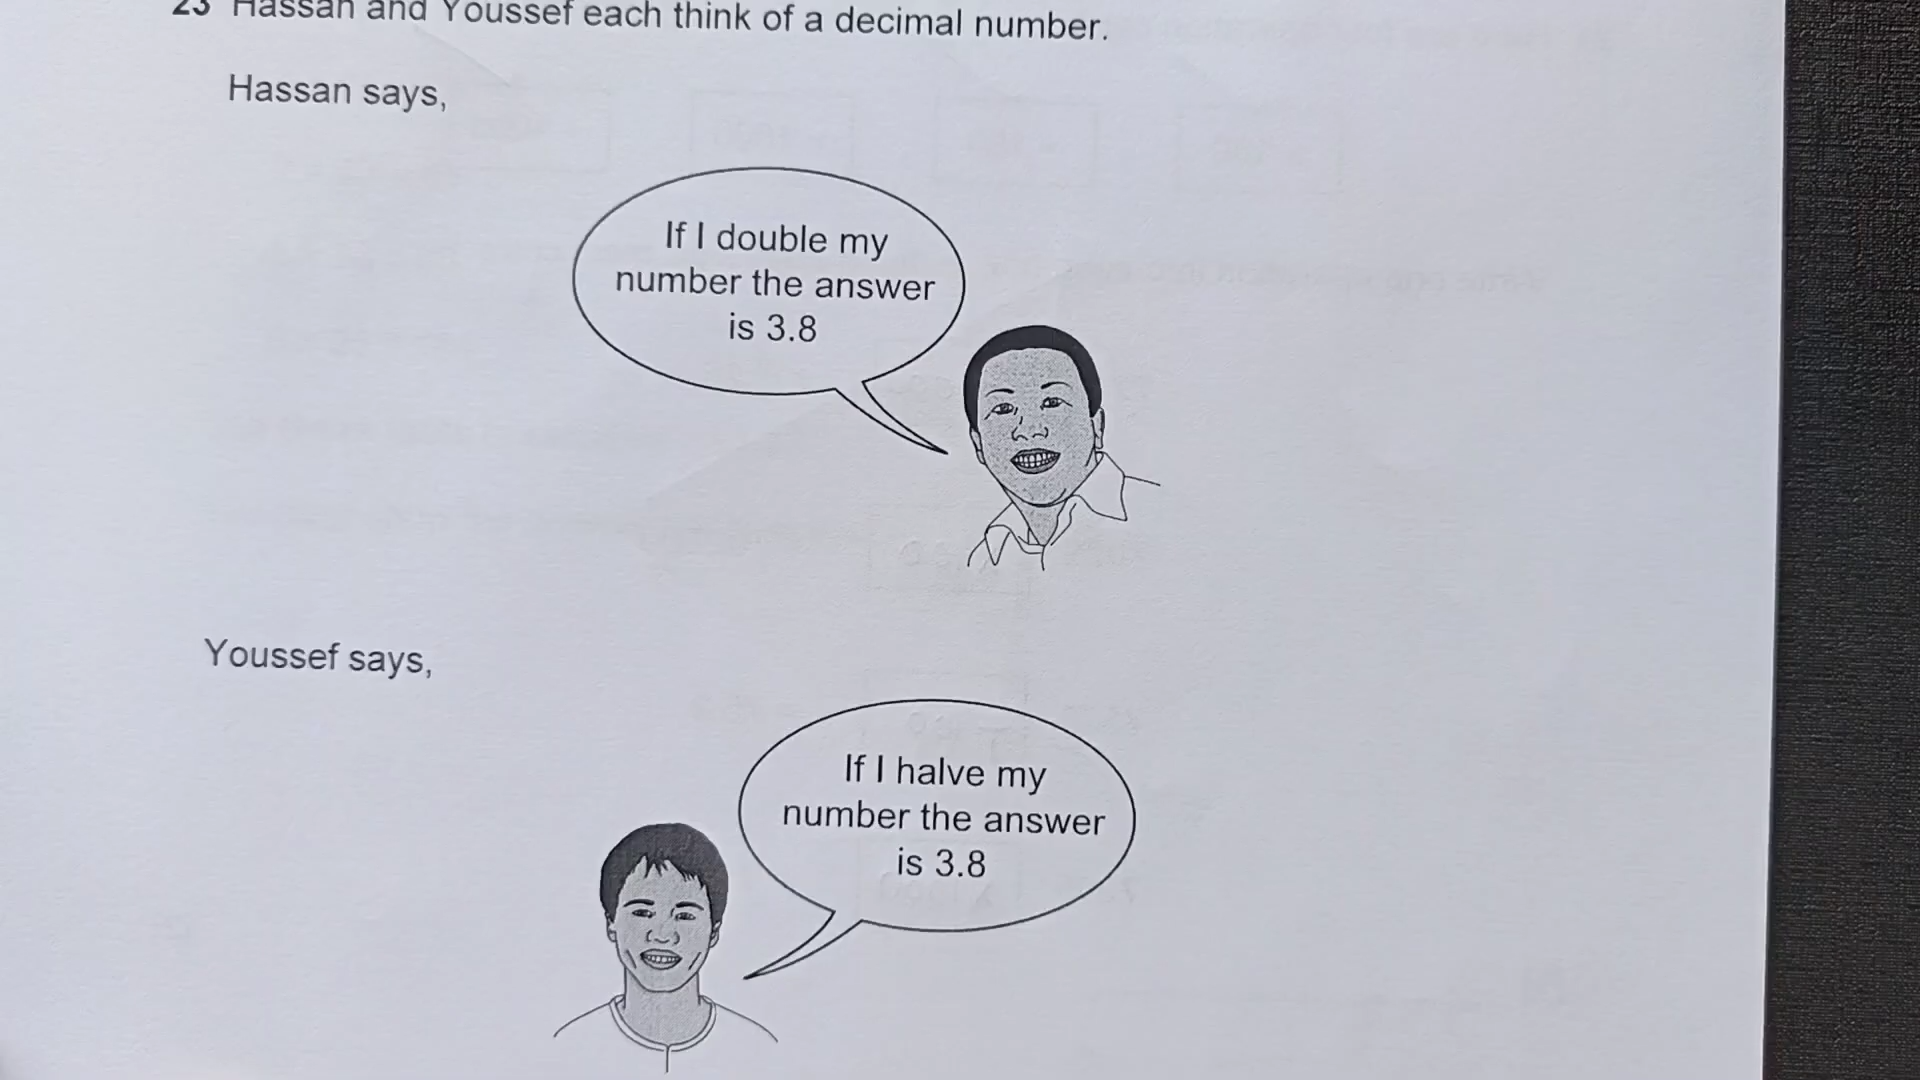 23 Hassan and Youssef each think of a decimal number.
Hassan says,
If I double my
number the answer
is 3.8
Youssef says,
If I halve my
number the answer
is 3.8